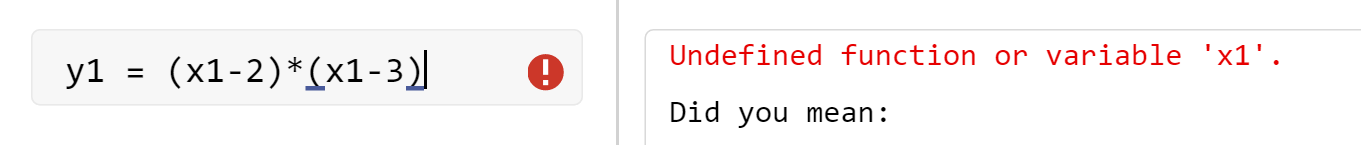 y1 = (x1-2)*(x1-3)
Undefined function or variable 'x1'.
Did you mean: